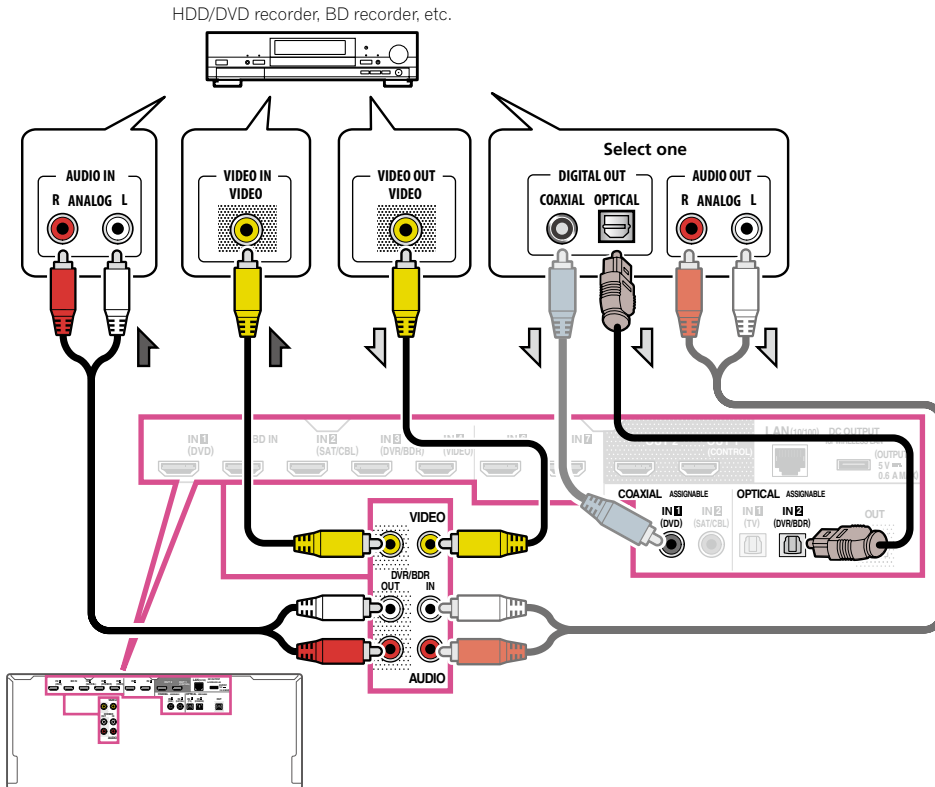 HDD/DVD recorder, BD recorder, etc.
Select one
AUDIO IN
R ANALOG L
VIDEO IN
VIDEO
VIDEO OUT
VIDEO
DIGITAL OUT
COAXIAL OPTICAL
AUDIO OUT
R ANALOG L
IN 1
(DVD)
BD IN
IN 2
(SAT/CBL)
IN 3
(DVR/BDR)
(VIDEO)
IN 7
(CONTROL)
LAN (10/100)
DC OUTPUT
(OUTPUT
5 V
0.6 A MAX)
COAXIAL ASSIGNABLE
IN 1
(DVD)
IN 2
(SAT/CBL)
OPTICAL ASSIGNABLE
IN 1
(TV)
IN 2
(DVR/BDR)
OUT
VIDEO
DVR/BDR
OUT IN
AUDIO